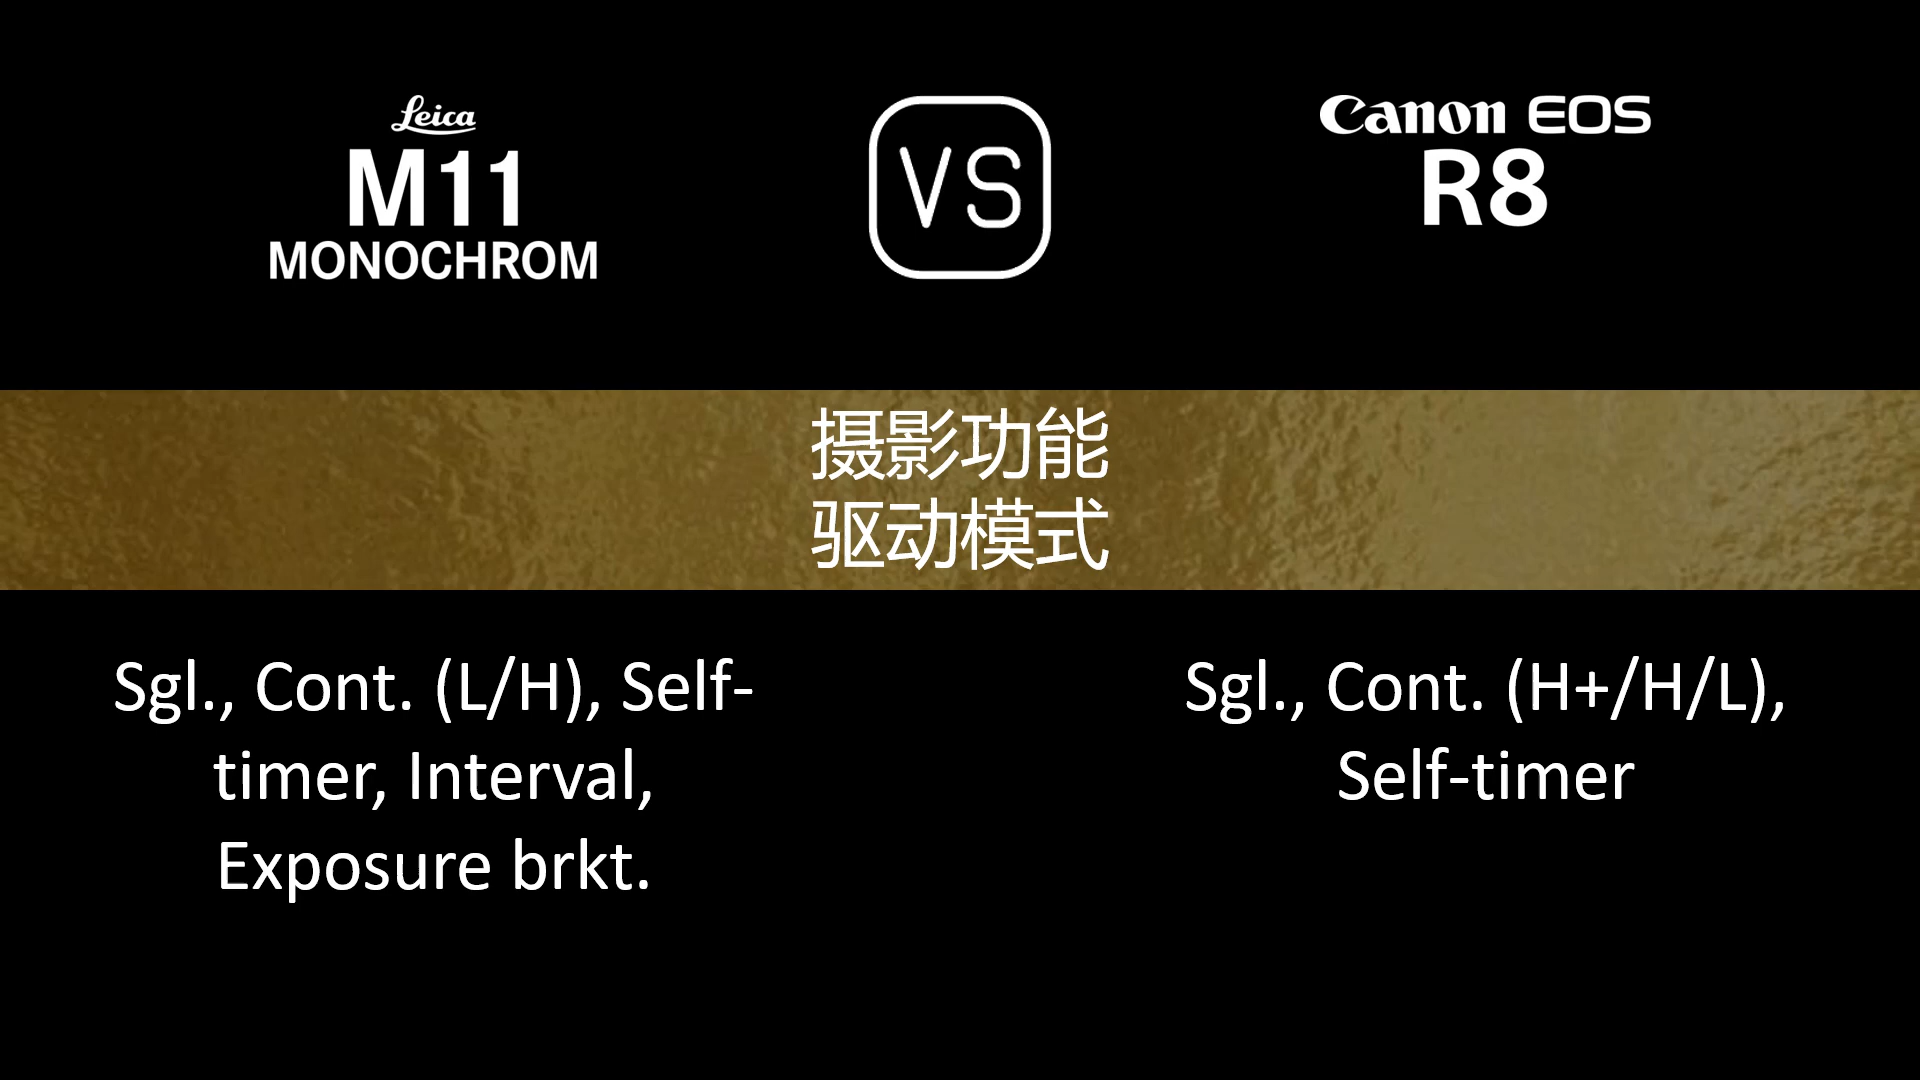 Leica
M11
MONOCHROM
VS
Canon EOS
R8
摄影功能
驱动模式
Sgl., Cont. (L/H), Self-
timer, Interval,
Exposure brkt.
Sgl., Cont. (H+/H/L),
Self-timer